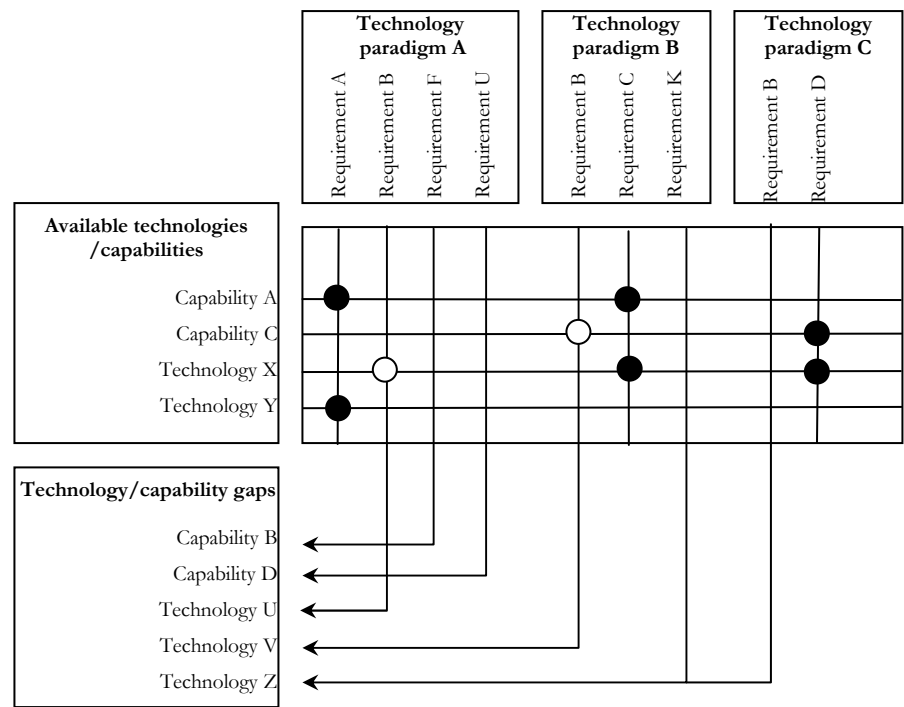 Technology
paradigm A
Requirement A
Requirement B
Requirement F
Requirement U
Technology
paradigm B
Requirement B
Requirement C
Requirement K
Technology
paradigm C
Requirement B
Requirement D
Available technologies
/capabilities
Capability A
Capability C
Technology X
Technology Y
Technology/capability gaps
Capability B
Capability D
Technology U
Technology V
Technology Z